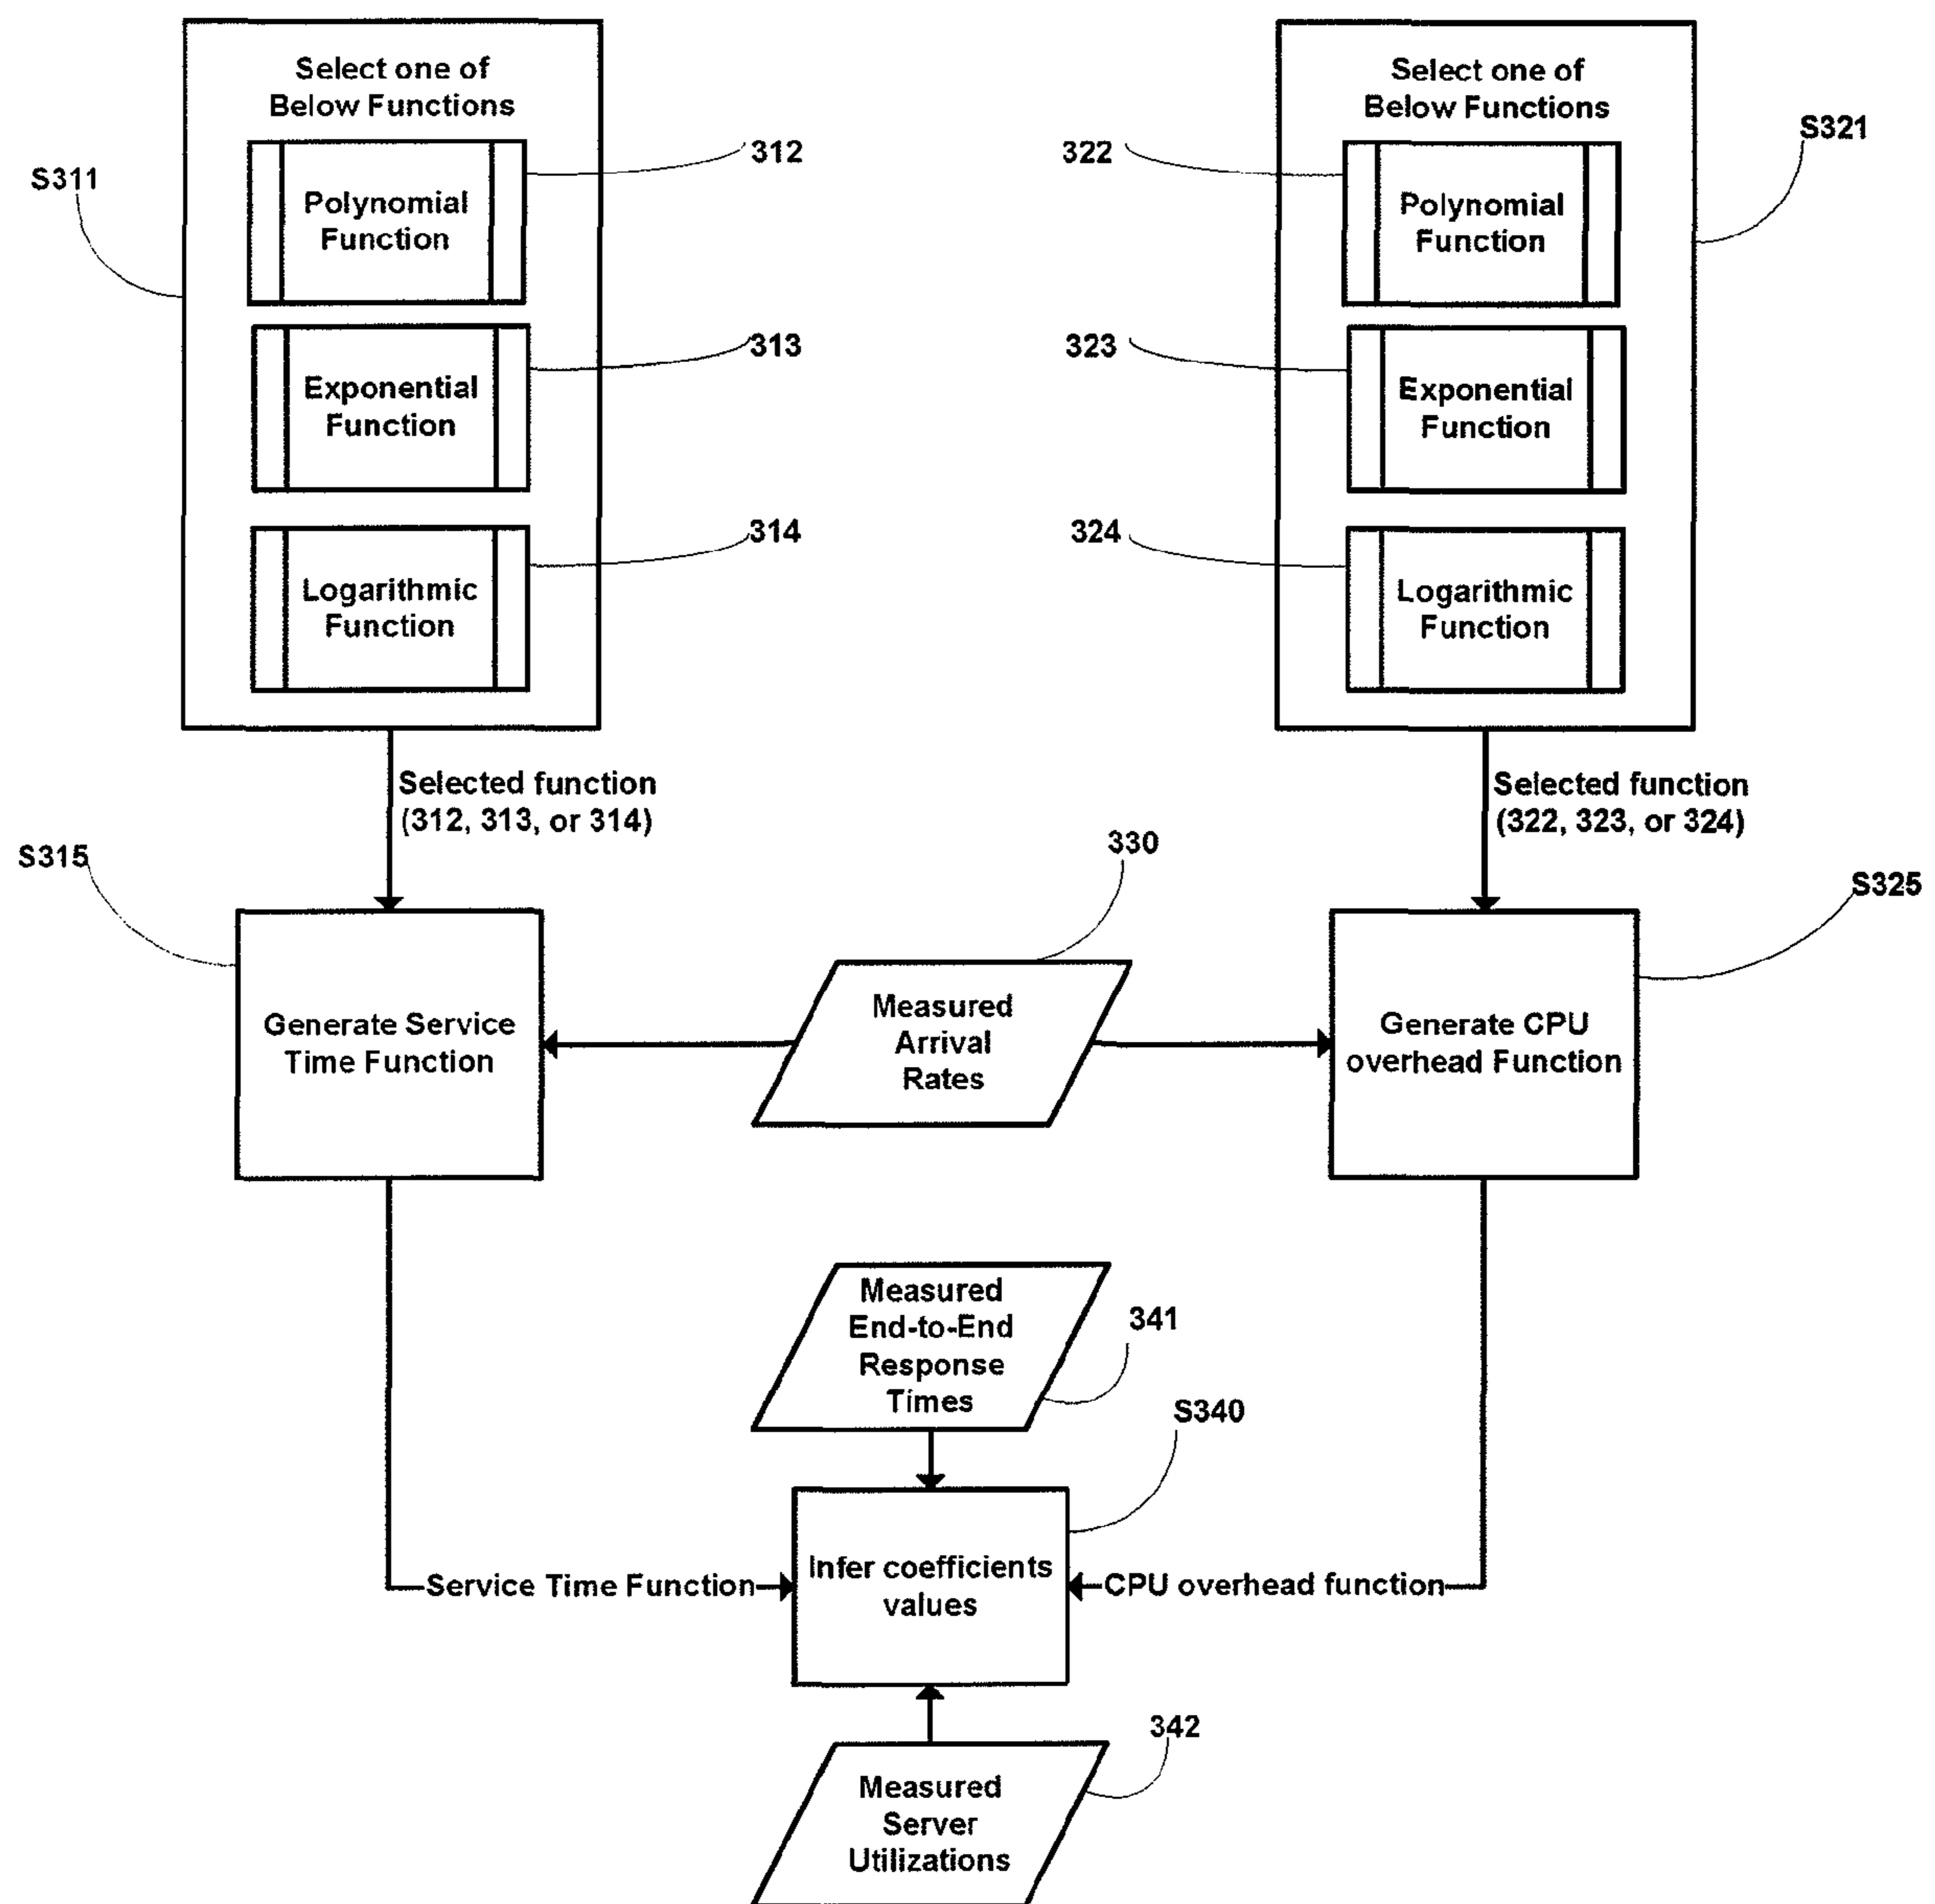 Select one of
Below Functions
S311
Polynomial
Function
312
Exponential
Function
313
Logarithmic
Function
314
Select one of
Below Functions
S321
322
Polynomial
Function
323
Exponential
Function
324
Logarithmic
Function
Selected function
(312, 313, or 314)
Selected function
(322, 323, or 324)
S315
Generate Service
Time Function
330
Measured
Arrival
Rates
S325
Generate CPU
overhead Function
Measured
End-to-End
Response
Times
341
S340
Service Time Function
Infer coefficients
values
CPU overhead function
342
Measured
Server
Utilizations